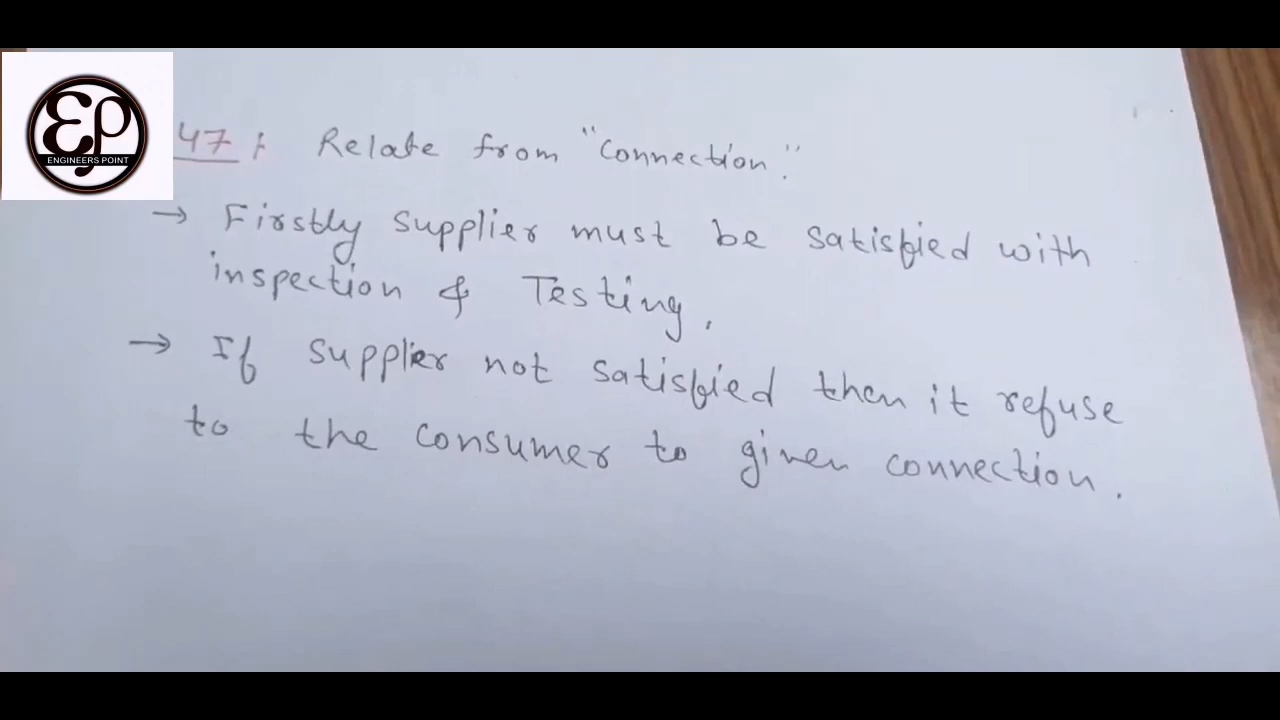 EP
ENGINEERS POINT
47 : Relate from "Connection."
→ Firstly supplier must be satisfied with
inspection & Testing.
→ If supplier not satisfied then it refuse
to the consumer to given connection.